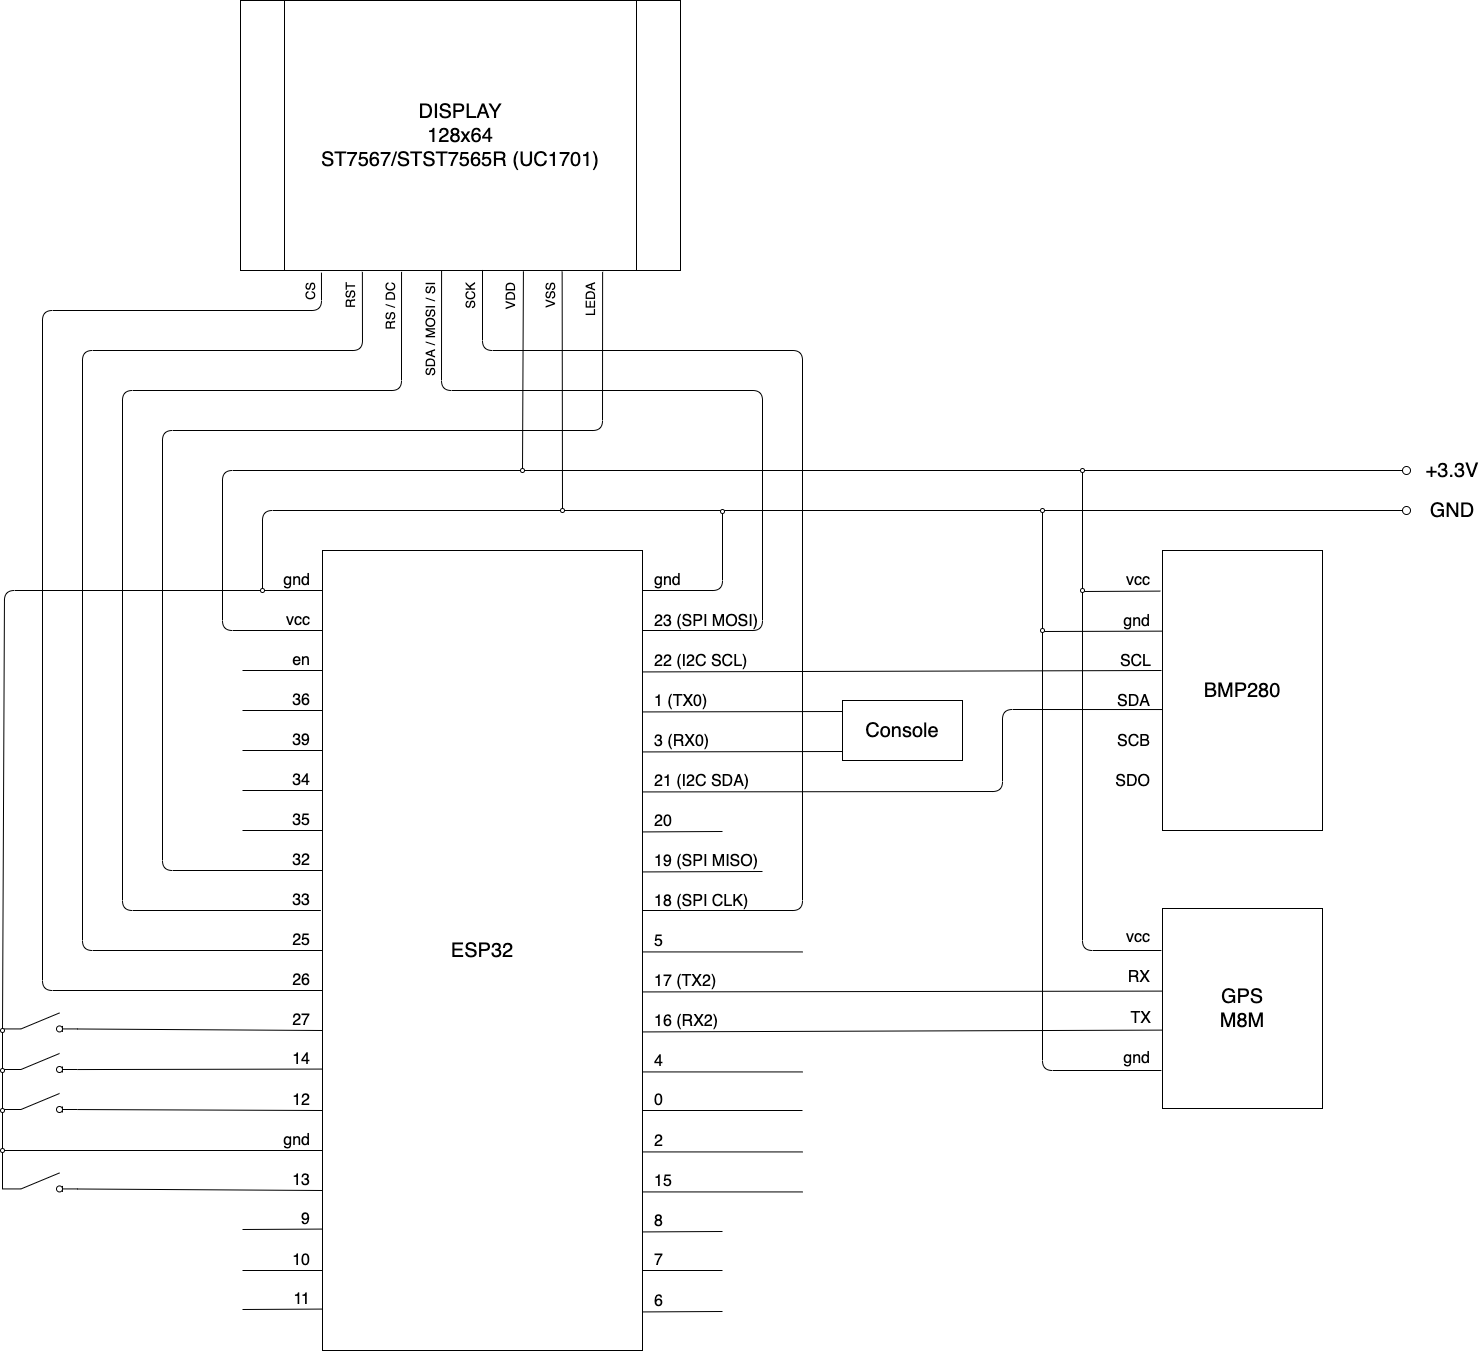 DISPLAY
128x64
ST7567/STST7565R (UC1701)
CS
RST
RS / DC
SDA / MOSI / SI
SCK
VDD
VSS
LEDA
+3.3V
GND
ESP32
gnd
vcc
en
36
39
34
35
32
33
25
26
27
14
12
gnd
13
9
10
11
gnd
23 (SPI MOSI)
22 (I2C SCL)
1 (TX0)
3 (RX0)
21 (I2C SDA)
20
19 (SPI MISO)
18 (SPI CLK)
5
17 (TX2)
16 (RX2)
4
0
2
15
8
7
6
Console
vcc
gnd
SCL
SDA
SCB
SDO
BMP280
vcc
RX
TX
gnd
GPS
M8M